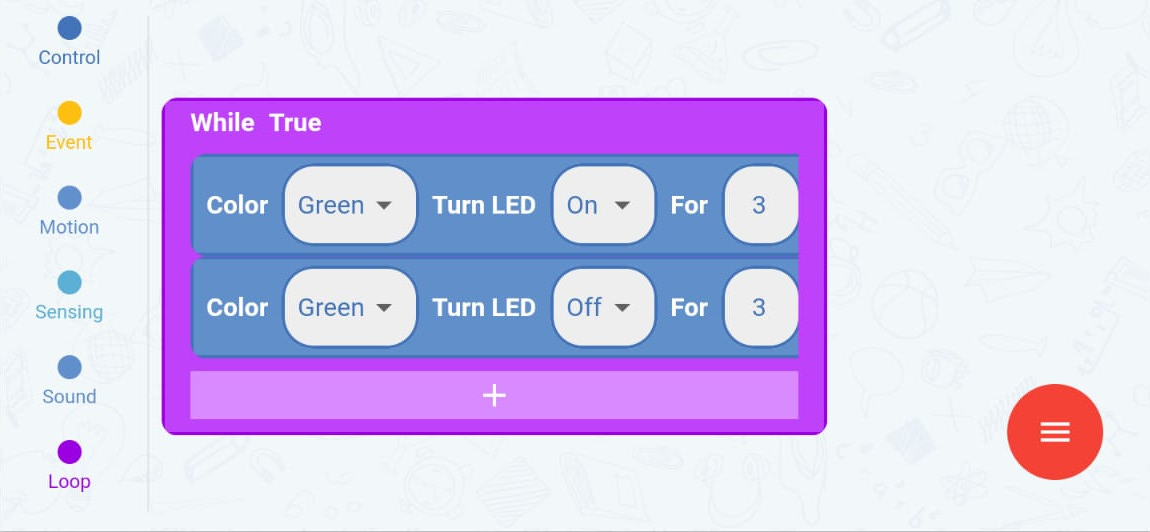 Control
Event
Motion
Sensing
Sound
Loop
While True
Color Green Turn LED On For 3
Color Green Turn LED Off For 3
+